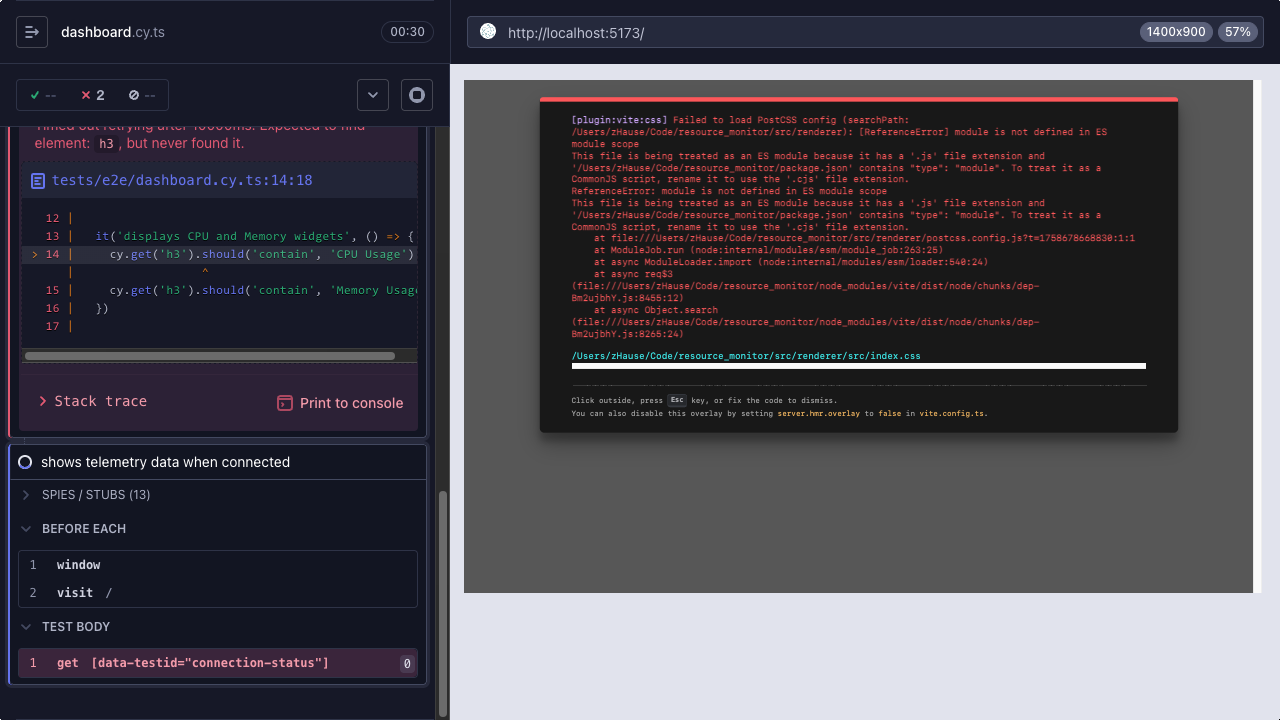 dashboard.cy.ts
00:30
--
2
--
Timed out retrying after 10000ms. Expected to find
element: h3, but never found it.
tests/e2e/dashboard.cy.ts:14:18
12 |
13 | it('displays CPU and Memory widgets', () => {
> 14 | cy.get('h3').should('contain', 'CPU Usage')
| ^
15 | cy.get('h3').should('contain', 'Memory Usage
16 | })
17 |
Stack trace
Print to console
shows telemetry data when connected
SPIES / STUBS (13)
BEFORE EACH
1 window
2 visit /
TEST BODY
1 get [data-testid="connection-status"] 0
http://localhost:5173/
1400x900
57%
[plugin:vite:css] Failed to load PostCSS config (searchPath:
/Users/zHause/Code/resource_monitor/src/renderer): [ReferenceError] module is not defined in ES
module scope
This file is being treated as an ES module because it has a '.js' file extension and
'/Users/zHause/Code/resource_monitor/package.json' contains "type": "module". To treat it as a
CommonJS script, rename it to use the '.cjs' file extension.
ReferenceError: module is not defined in ES module scope
This file is being treated as an ES module because it has a '.js' file extension and
'/Users/zHause/Code/resource_monitor/package.json' contains "type": "module". To treat it as a
CommonJS script, rename it to use the '.cjs' file extension.
at file:///Users/zHause/Code/resource_monitor/src/renderer/postcss.config.js?t=1758678668830:1:1
at ModuleJob.run (node:internal/modules/esm/module_job:263:25)
at async ModuleLoader.import (node:internal/modules/esm/loader:540:24)
at async req$3
(file:///Users/zHause/Code/resource_monitor/node_modules/vite/dist/node/chunks/dep-
Bm2ujbhY.js:8455:12)
at async Object.search
(file:///Users/zHause/Code/resource_monitor/node_modules/vite/dist/node/chunks/dep-
Bm2ujbhY.js:8265:24)
/Users/zHause/Code/resource_monitor/src/renderer/src/index.css
Click outside, press Esc key, or fix the code to dismiss.
You can also disable this overlay by setting server.hmr.overlay to false in vite.config.ts.